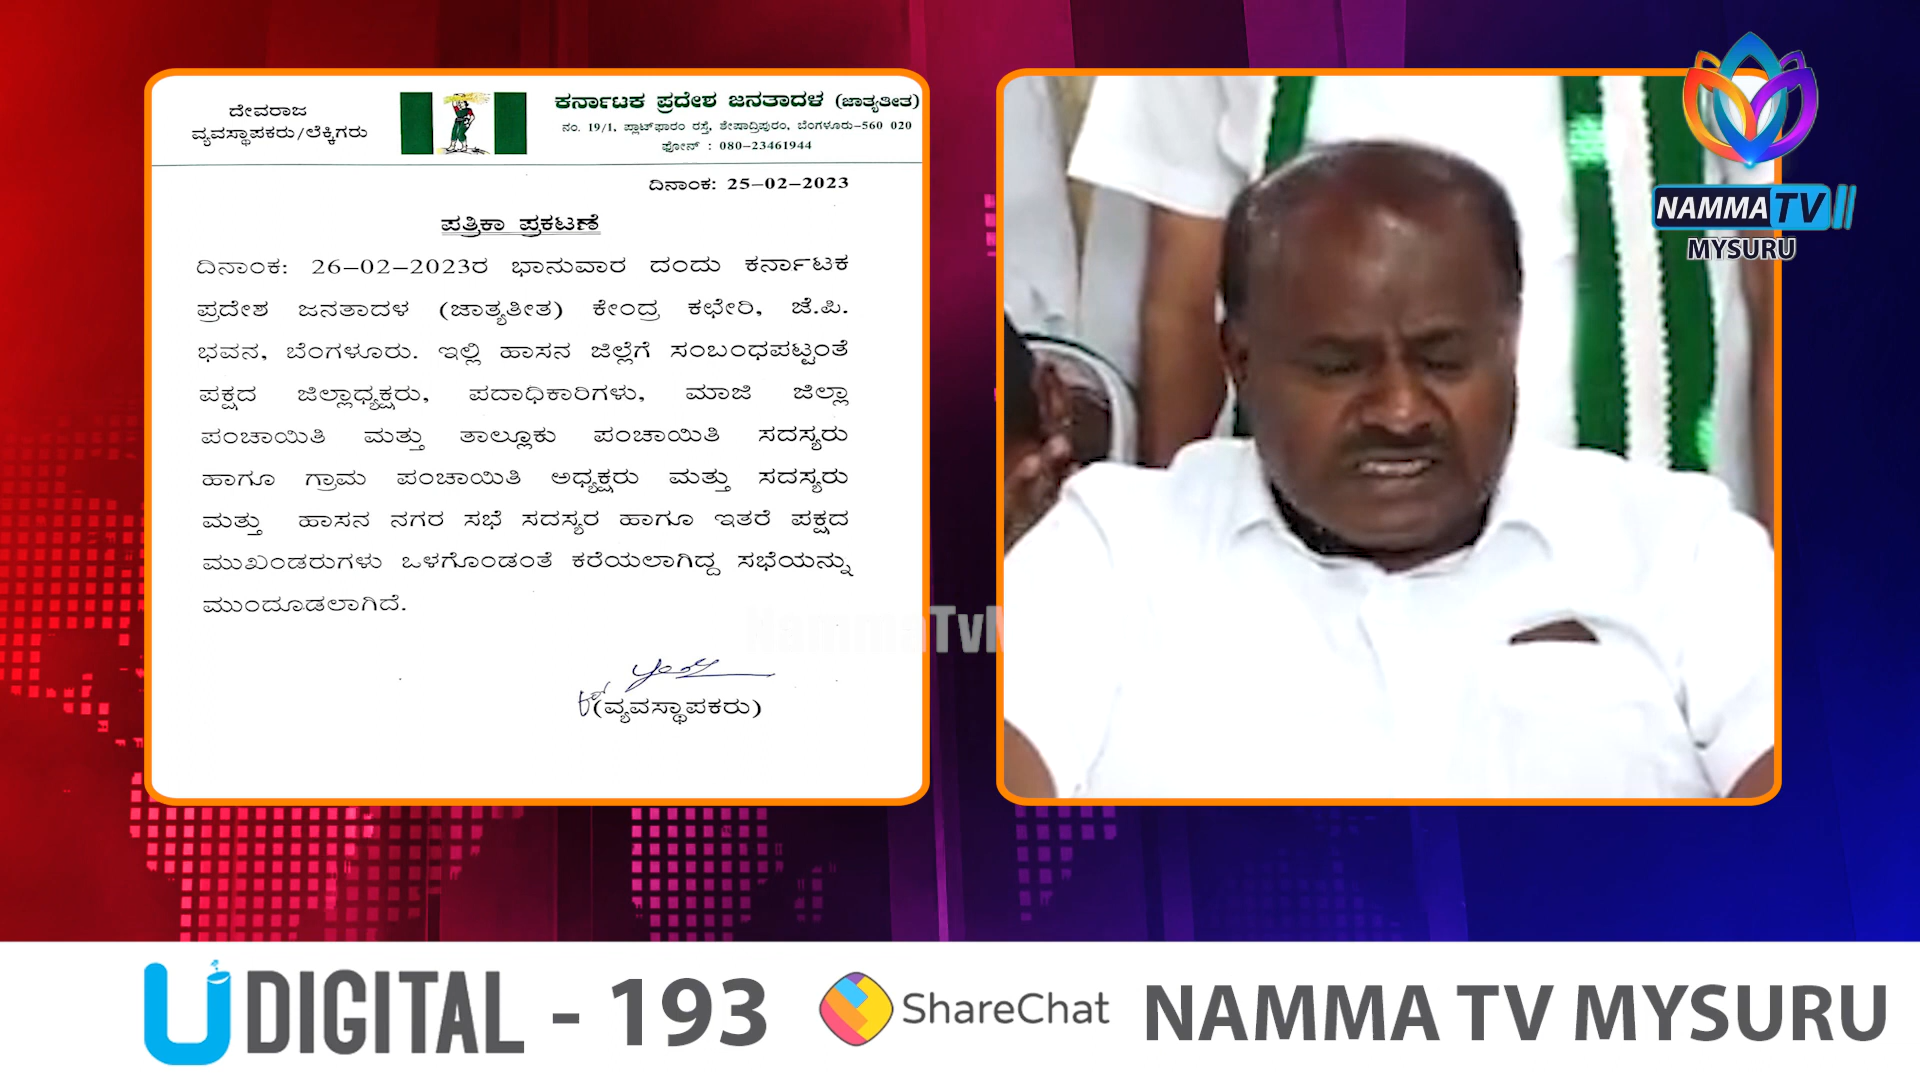 ದೇವರಾಜ
ವ್ಯವಸ್ಥಾಪಕರು/ಲೆಕ್ಕಿಗರು
ಕರ್ನಾಟಕ ಪ್ರದೇಶ ಜನತಾದಳ (ಜಾತ್ಯತೀತ)
ನಂ. 19/1, ಪ್ಲಾಟ್‌ಫಾರಂ ರಸ್ತೆ, ಶೇಷಾದ್ರಿಪುರಂ, ಬೆಂಗಳೂರು-560 020
ಫೋನ್ : 080-23461944
ದಿನಾಂಕ: 25-02-2023
ಪತ್ರಿಕಾ ಪ್ರಕಟಣೆ
ದಿನಾಂಕ: 26-02-2023ರ ಭಾನುವಾರ ದಂದು ಕರ್ನಾಟಕ
ಪ್ರದೇಶ ಜನತಾದಳ (ಜಾತ್ಯತೀತ) ಕೇಂದ್ರ ಕಛೇರಿ, ಜೆ.ಪಿ.
ಭವನ, ಬೆಂಗಳೂರು. ಇಲ್ಲಿ ಹಾಸನ ಜಿಲ್ಲೆಗೆ ಸಂಬಂಧಪಟ್ಟಂತೆ
ಪಕ್ಷದ ಜಿಲ್ಲಾಧ್ಯಕ್ಷರು, ಪದಾಧಿಕಾರಿಗಳು, ಮಾಜಿ ಜಿಲ್ಲಾ
ಪಂಚಾಯಿತಿ ಮತ್ತು ತಾಲ್ಲೂಕು ಪಂಚಾಯಿತಿ ಸದಸ್ಯರು
ಹಾಗೂ ಗ್ರಾಮ ಪಂಚಾಯಿತಿ ಅಧ್ಯಕ್ಷರು ಮತ್ತು ಸದಸ್ಯರು
ಮತ್ತು ಹಾಸನ ನಗರ ಸಭೆ ಸದಸ್ಯರ ಹಾಗೂ ಇತರೆ ಪಕ್ಷದ
ಮುಖಂಡರುಗಳು ಒಳಗೊಂಡಂತೆ ಕರೆಯಲಾಗಿದ್ದ ಸಭೆಯನ್ನು
ಮುಂದೂಡಲಾಗಿದೆ.
(ವ್ಯವಸ್ಥಾಪಕರು)
NAMMA TV
MYSURU
U DIGITAL - 193 ShareChat NAMMA TV MYSURU